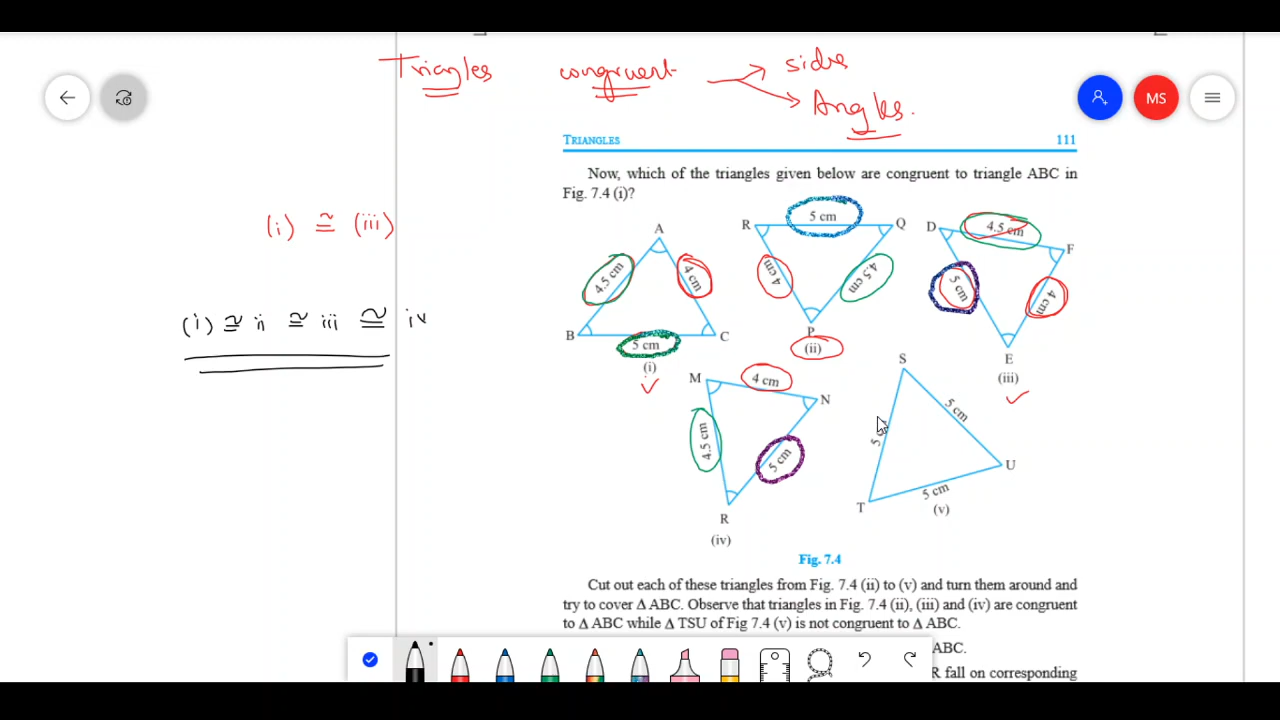 Triangles congruent sides
Angles.
MS
TRIANGLES 111
Now, which of the triangles given below are congruent to triangle ABC in
Fig. 7.4 (i)?
(i) ≅ (iii)
(i) ≅ ii ≅ iii ≅ iv
A
4.5 cm
4 cm
B
5 cm
C
(i)
R
5 cm
Q
4 cm
4.5 cm
P
(ii)
D
4.5 cm
F
5 cm
4 cm
E
(iii)
M
4 cm
N
4.5 cm
5 cm
R
(iv)
S
5 cm
5 cm
U
T
5 cm
(v)
Fig. 7.4
Cut out each of these triangles from Fig. 7.4 (ii) to (v) and turn them around and
try to cover Δ ABC. Observe that triangles in Fig. 7.4 (ii), (iii) and (iv) are congruent
to Δ ABC while Δ TSU of Fig 7.4 (v) is not congruent to Δ ABC.
ABC.
R fall on corresponding